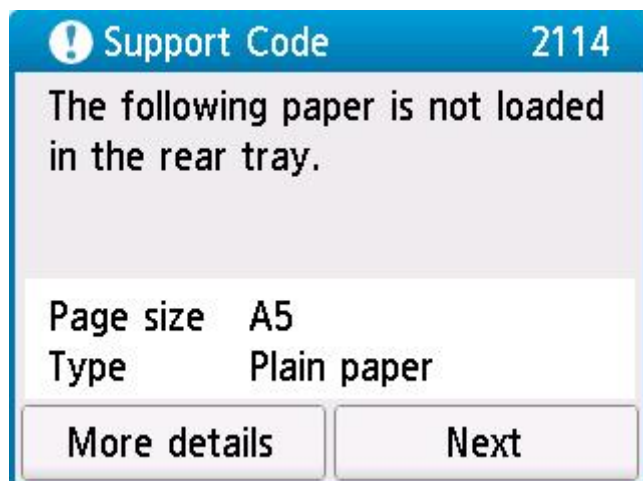 Support Code 2114
The following paper is not loaded
in the rear tray.
Page size A5
Type Plain paper
More details Next